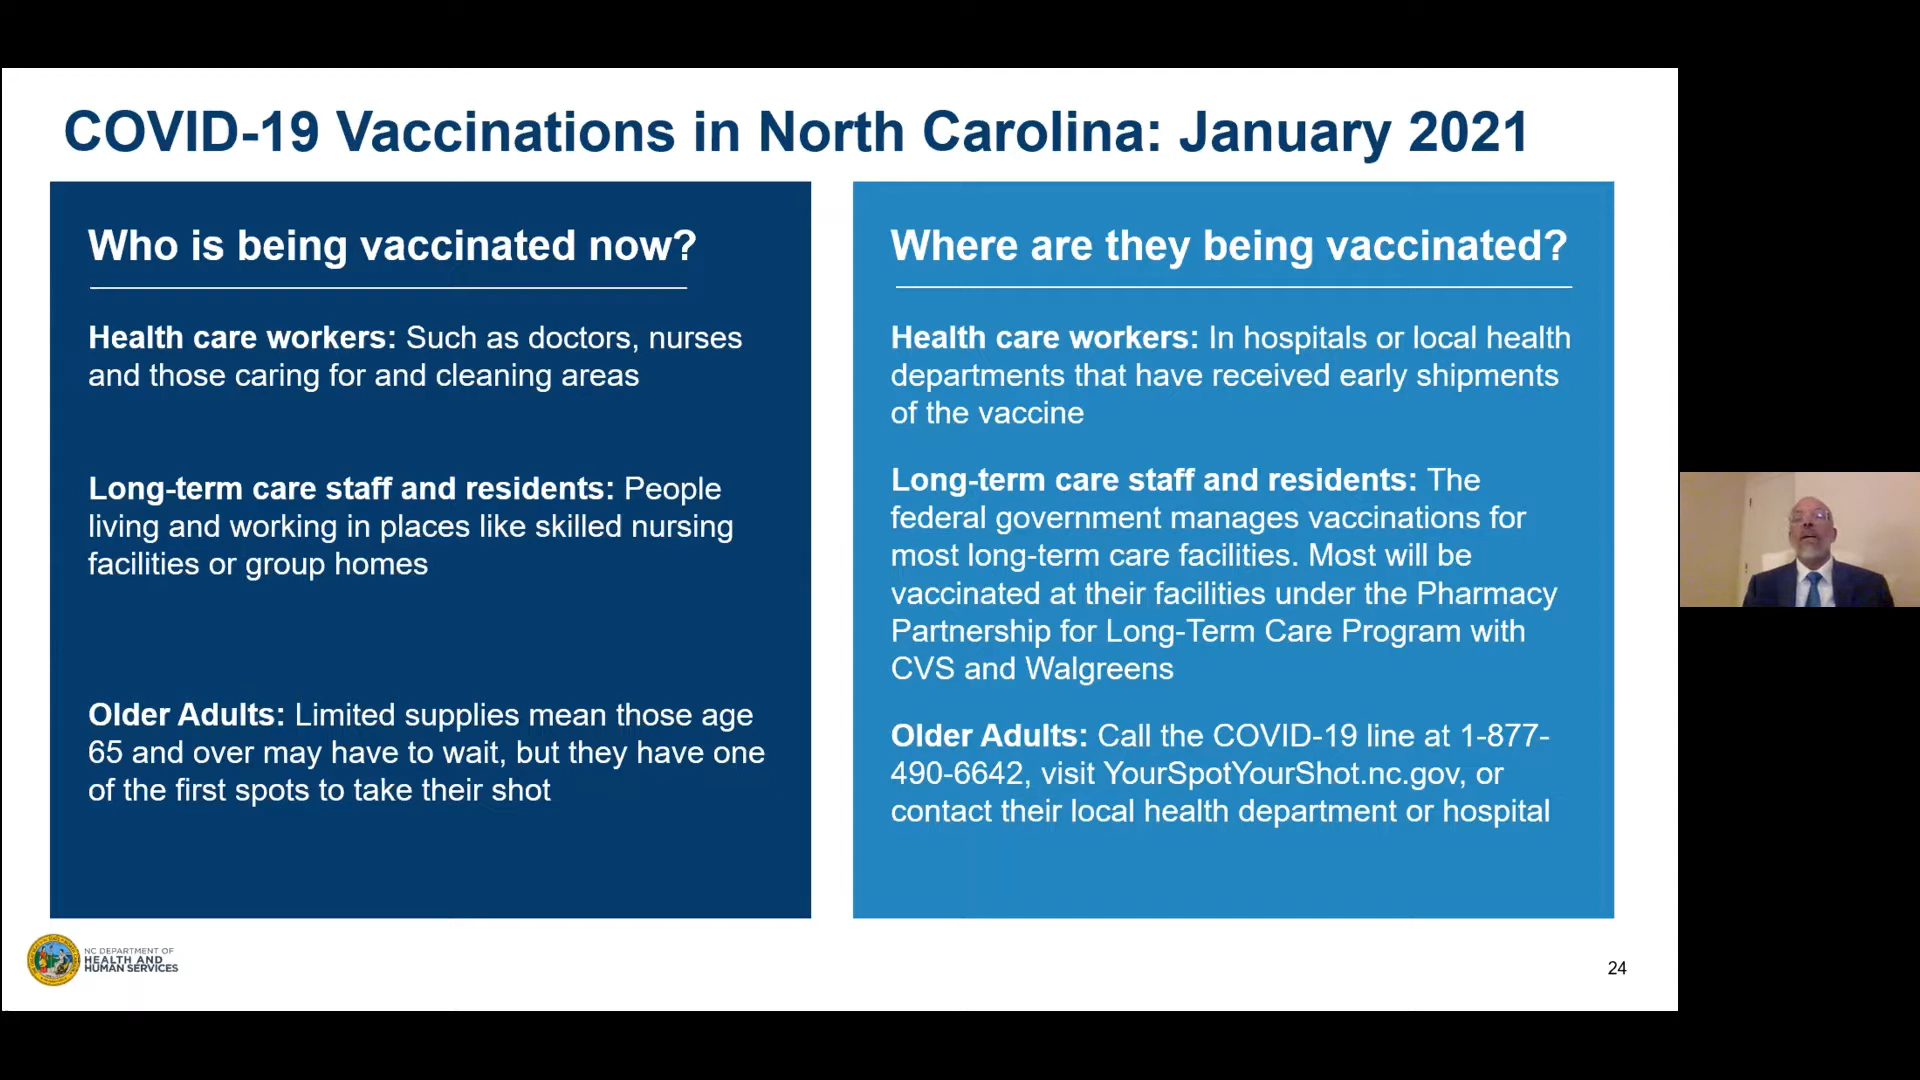 COVID-19 Vaccinations in North Carolina: January 2021
Who is being vaccinated now?
Health care workers: Such as doctors, nurses
and those caring for and cleaning areas
Long-term care staff and residents: People
living and working in places like skilled nursing
facilities or group homes
Older Adults: Limited supplies mean those age
65 and over may have to wait, but they have one
of the first spots to take their shot
Where are they being vaccinated?
Health care workers: In hospitals or local health
departments that have received early shipments
of the vaccine
Long-term care staff and residents: The
federal government manages vaccinations for
most long-term care facilities. Most will be
vaccinated at their facilities under the Pharmacy
Partnership for Long-Term Care Program with
CVS and Walgreens
Older Adults: Call the COVID-19 line at 1-877-
490-6642, visit YourSpotYourShot.nc.gov, or
contact their local health department or hospital
NC DEPARTMENT OF
HEALTH AND
HUMAN SERVICES
24